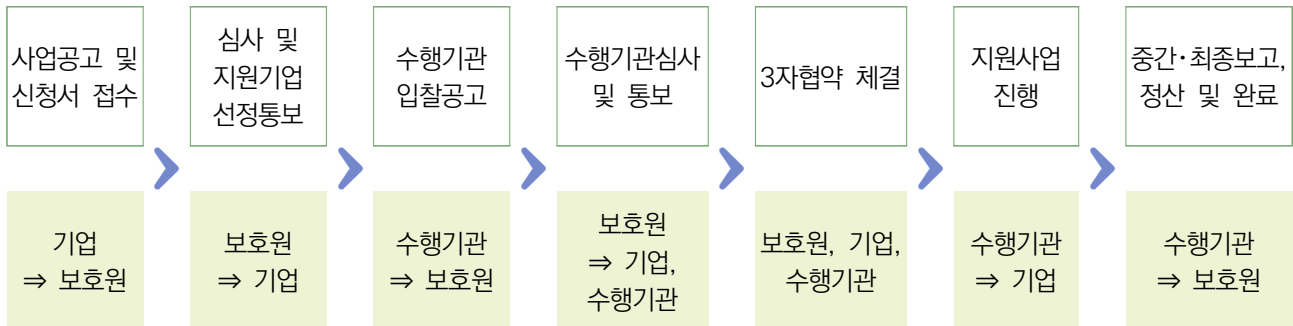 사업공고 및
신청서 접수
심사 및
지원기업
선정통보
수행기관
입찰공고
수행기관심사
및 통보
3자협약 체결
지원사업
진행
중간·최종보고,
정산 및 완료
기업
⇒ 보호원
보호원
⇒ 기업
수행기관
⇒ 보호원
보호원
⇒ 기업,
수행기관
보호원, 기업,
수행기관
수행기관
⇒ 기업
수행기관
⇒ 보호원